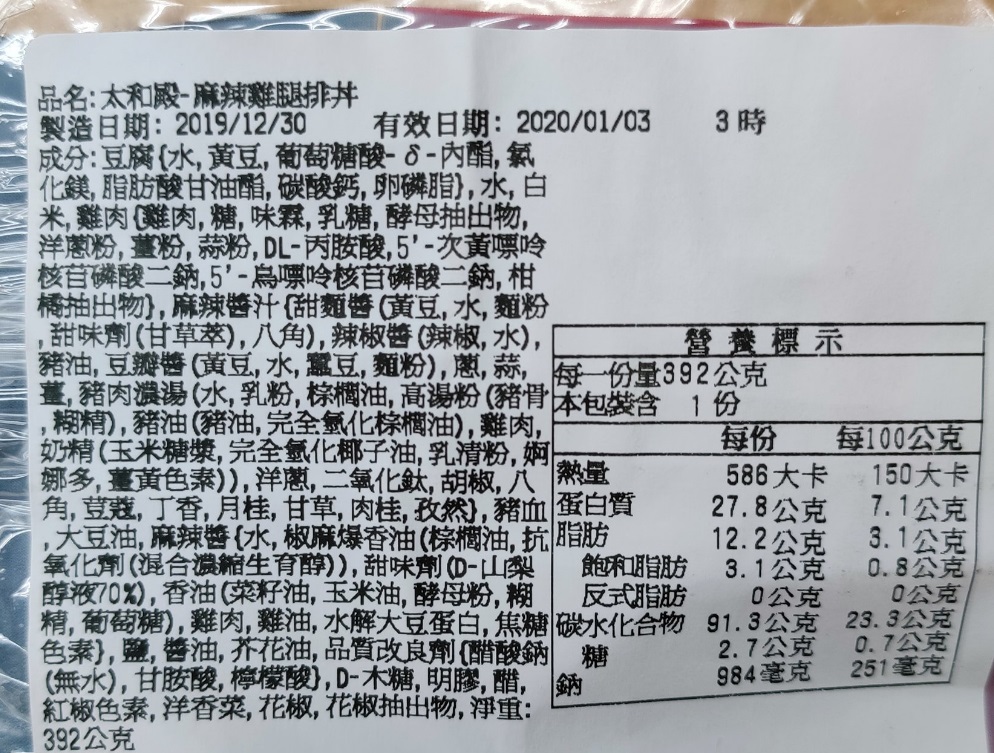 品名:太和殿-麻辣雞腿排丼
製造日期: 2019/12/30 有效日期: 2020/01/03 3時
成分:豆腐{水,黃豆,葡萄糖酸-δ-內酯,氯
化鎂,脂肪酸甘油酯,碳酸鈣,卵磷脂},水,白
米,雞肉{雞肉,糖,味霖,乳糖,酵母抽出物,
洋蔥粉,薑粉,蒜粉,DL-丙胺酸,5'-次黃嘌呤
核苷磷酸二鈉,5'-鳥嘌呤核苷磷酸二鈉,柑
橘抽出物},麻辣醬汁{甜麵醬(黃豆,水,麵粉
,甜味劑(甘草萃),八角),辣椒醬(辣椒,水),
豬油,豆瓣醬(黃豆,水,蠶豆,麵粉),蔥,蒜,
薑,豬肉濃湯(水,乳粉,棕櫚油,高湯粉(豬骨
,糊精),豬油(豬油,完全氫化棕櫚油),雞肉,
奶精(玉米糖漿,完全氫化椰子油,乳清粉,婀
娜多,薑黃色素)),洋蔥,二氧化鈦,胡椒,八
角,荳蔻,丁香,月桂,甘草,肉桂,孜然},豬血
,大豆油,麻辣醬{水,椒麻爆香油(棕櫚油,抗
氧化劑(混合濃縮生育醇)),甜味劑(D-山梨
醇液70%),香油(菜籽油,玉米油,酵母粉,糊
精,葡萄糖),雞肉,雞油,水解大豆蛋白,焦糖
色素},鹽,醬油,芥花油,品質改良劑{醋酸鈉
(無水),甘胺酸,檸檬酸},D-木糖,明膠,醋,
紅椒色素,洋香菜,花椒,花椒抽出物,淨重:
392公克
營養標示
每一份量392公克
本包裝含 1份
每份 每100公克
熱量 586大卡 150大卡
蛋白質 27.8公克 7.1公克
脂肪 12.2公克 3.1公克
飽和脂肪 3.1公克 0.8公克
反式脂肪 0公克 0公克
碳水化合物 91.3公克 23.3公克
糖 2.7公克 0.7公克
鈉 984毫克 251毫克